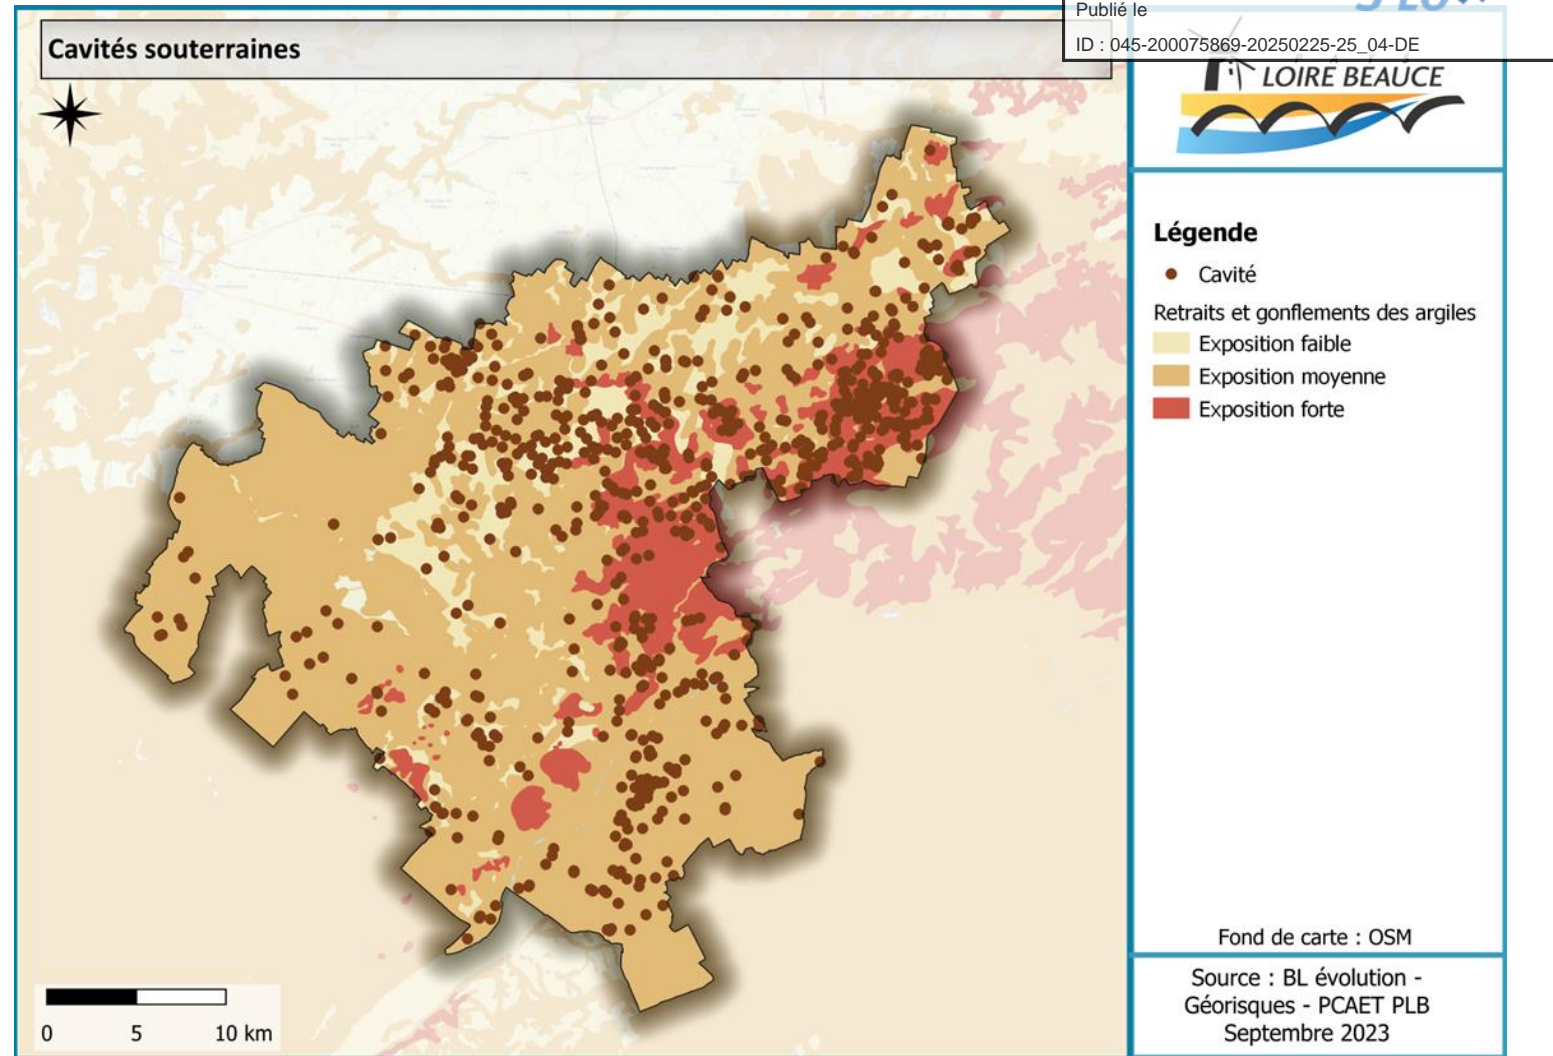 Publié le
ID : 045-200075869-20250225-25_04-DE
Cavités souterraines
LOIRE BEAUCE
Légende
Cavité
Retraits et gonflements des argiles
Exposition faible
Exposition moyenne
Exposition forte
Fond de carte : OSM
Source : BL évolution -
Géorisques - PCAET PLB
Septembre 2023
0 5 10 km